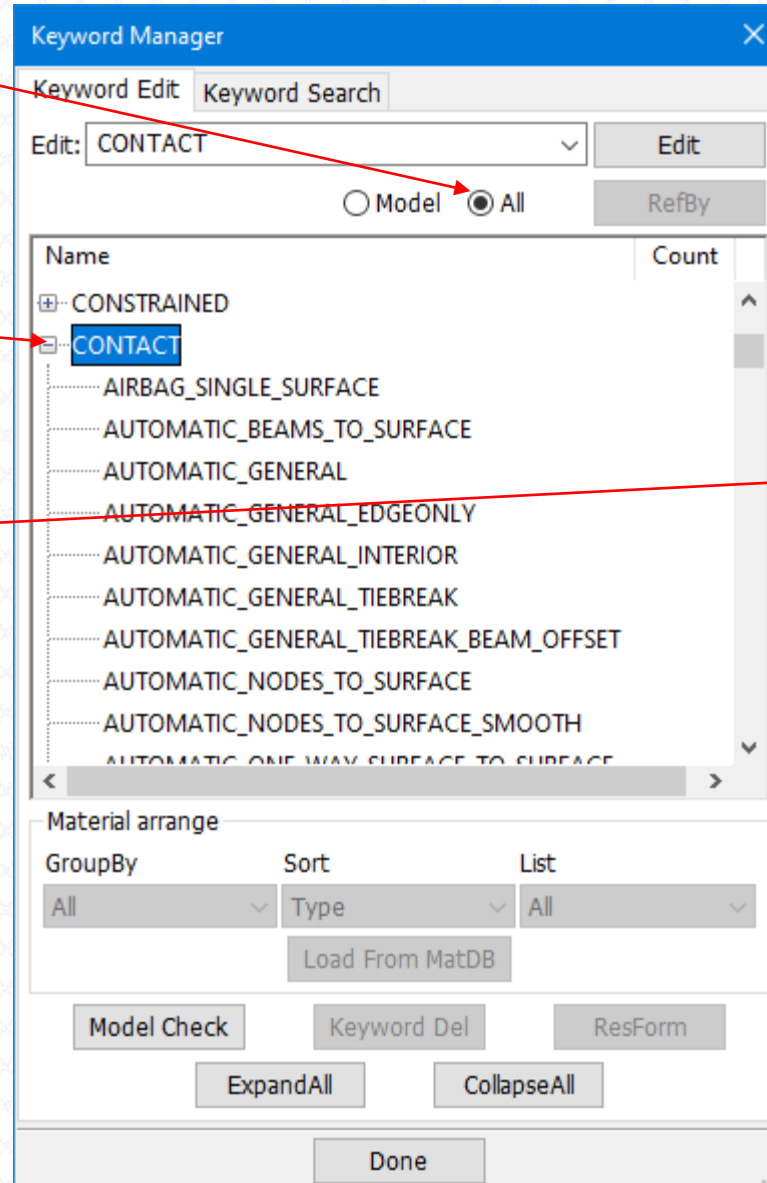 Keyword Manager
Keyword Edit Keyword Search
Edit: CONTACT Edit
Model All RefBy
Name Count
CONSTRAINED
CONTACT
AIRBAG_SINGLE_SURFACE
AUTOMATIC_BEAMS_TO_SURFACE
AUTOMATIC_GENERAL
AUTOMATIC_GENERAL_EDGEONLY
AUTOMATIC_GENERAL_INTERIOR
AUTOMATIC_GENERAL_TIEBREAK
AUTOMATIC_GENERAL_TIEBREAK_BEAM_OFFSET
AUTOMATIC_NODES_TO_SURFACE
AUTOMATIC_NODES_TO_SURFACE_SMOOTH
AUTOMATIC_ONE_WAY_SURFACE_TO_SURFACE
Material arrange
GroupBy Sort List
All Type All
Load From MatDB
Model Check Keyword Del ResForm
ExpandAll CollapseAll
Done